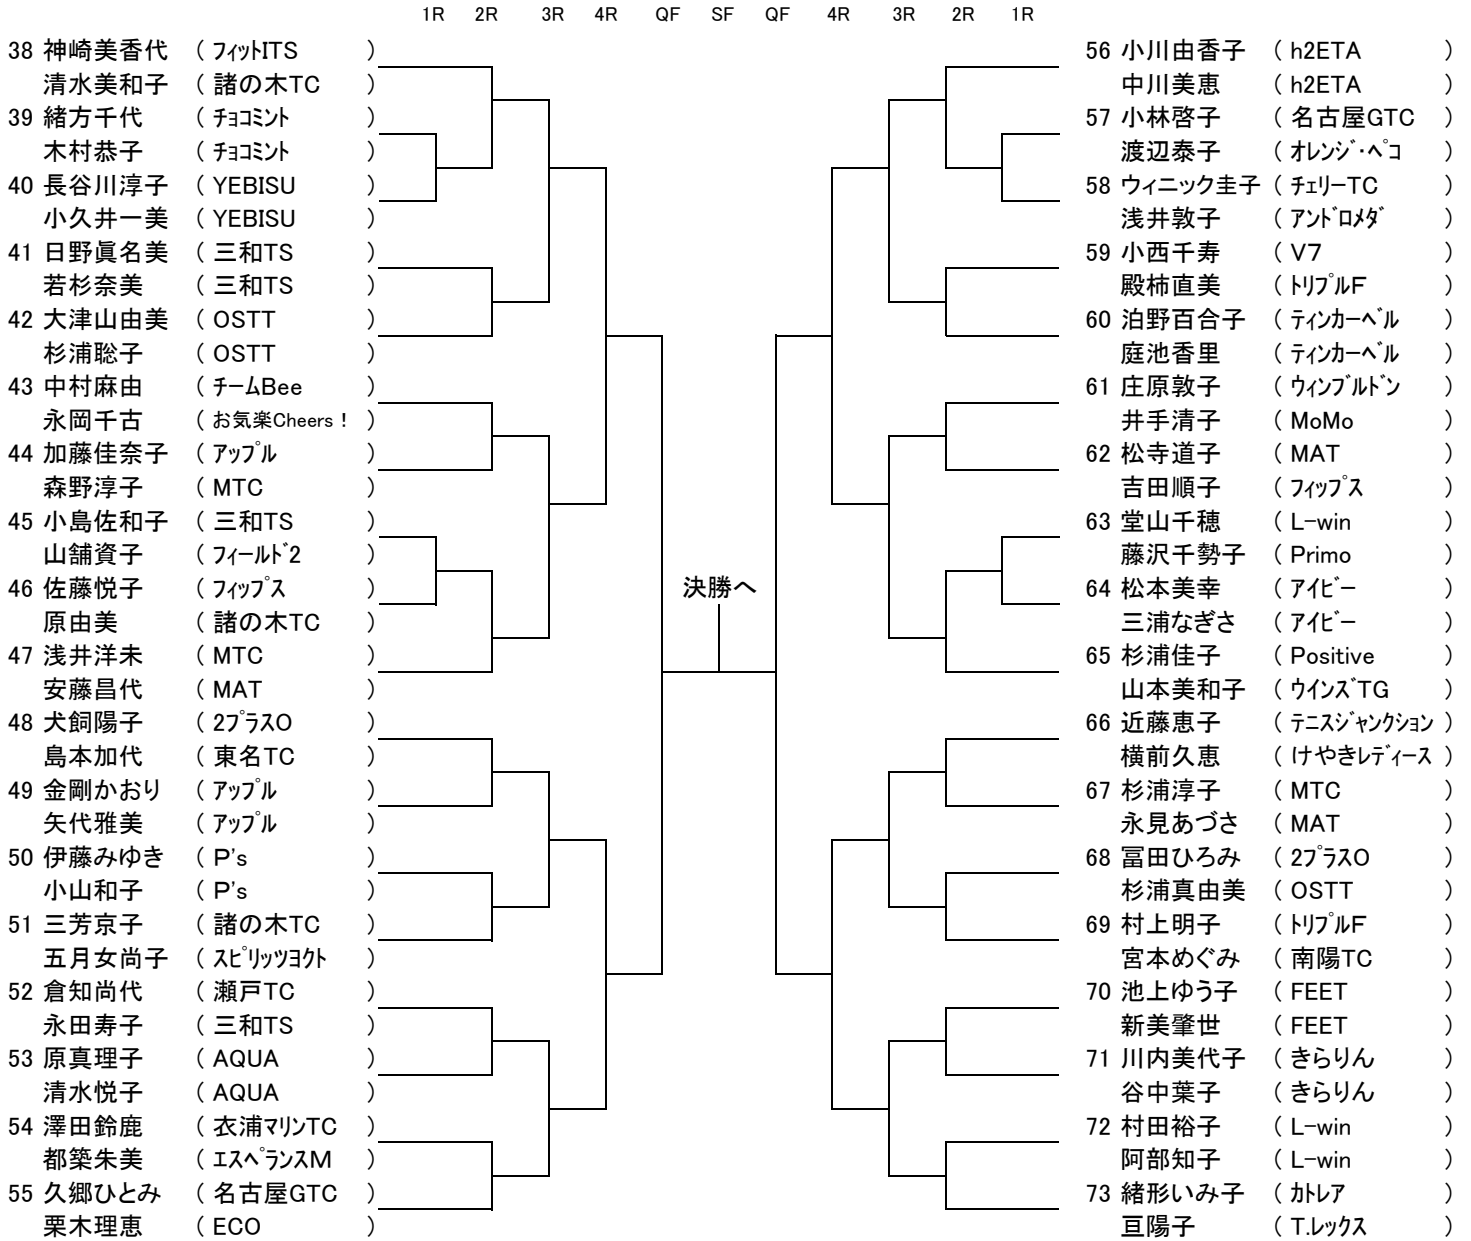 1R 2R 3R 4R QF SF QF 4R 3R 2R 1R
38 神崎美香代 ( フィットITS )
清水美和子 ( 諸の木TC )
39 緒方千代 ( チョコミント )
木村恭子 ( チョコミント )
40 長谷川淳子 ( YEBISU )
小久井一美 ( YEBISU )
41 日野眞名美 ( 三和TS )
若杉奈美 ( 三和TS )
42 大津山由美 ( OSTT )
杉浦聡子 ( OSTT )
43 中村麻由 ( チームBee )
永岡千古 ( お気楽Cheers! )
44 加藤佳奈子 ( アップル )
森野淳子 ( MTC )
45 小島佐和子 ( 三和TS )
山舗資子 ( フィールド2 )
46 佐藤悦子 ( フィップス )
原由美 ( 諸の木TC )
47 浅井洋未 ( MTC )
安藤昌代 ( MAT )
48 犬飼陽子 ( 2プラスO )
島本加代 ( 東名TC )
49 金剛かおり ( アップル )
矢代雅美 ( アップル )
50 伊藤みゆき ( P's )
小山和子 ( P's )
51 三芳京子 ( 諸の木TC )
五月女尚子 ( スピリッツヨクト )
52 倉知尚代 ( 瀬戸TC )
永田寿子 ( 三和TS )
53 原真理子 ( AQUA )
清水悦子 ( AQUA )
54 澤田鈴鹿 ( 衣浦マリンTC )
都築朱美 ( エスペランスM )
55 久郷ひとみ ( 名古屋GTC )
栗木理恵 ( ECO )
決勝へ
56 小川由香子 ( h2ETA )
中川美恵 ( h2ETA )
57 小林啓子 ( 名古屋GTC )
渡辺泰子 ( オレンジ・ペコ )
58 ウィニック圭子 ( チェリーTC )
浅井敦子 ( アンドロメダ )
59 小西千寿 ( V7 )
殿柿直美 ( トリプルF )
60 泊野百合子 ( ティンカーベル )
庭池香里 ( ティンカーベル )
61 庄原敦子 ( ウィンブルドン )
井手清子 ( MoMo )
62 松寺道子 ( MAT )
吉田順子 ( フィップス )
63 堂山千穂 ( L-win )
藤沢千勢子 ( Primo )
64 松本美幸 ( アイビー )
三浦なぎさ ( アイビー )
65 杉浦佳子 ( Positive )
山本美和子 ( ウインズTG )
66 近藤恵子 ( テニスジャンクション )
横前久恵 ( けやきレディース )
67 杉浦淳子 ( MTC )
永見あづさ ( MAT )
68 冨田ひろみ ( 2プラスO )
杉浦真由美 ( OSTT )
69 村上明子 ( トリプルF )
宮本めぐみ ( 南陽TC )
70 池上ゆう子 ( FEET )
新美肇世 ( FEET )
71 川内美代子 ( きらりん )
谷中葉子 ( きらりん )
72 村田裕子 ( L-win )
阿部知子 ( L-win )
73 緒形いみ子 ( カトレア )
亘陽子 ( T.レックス )